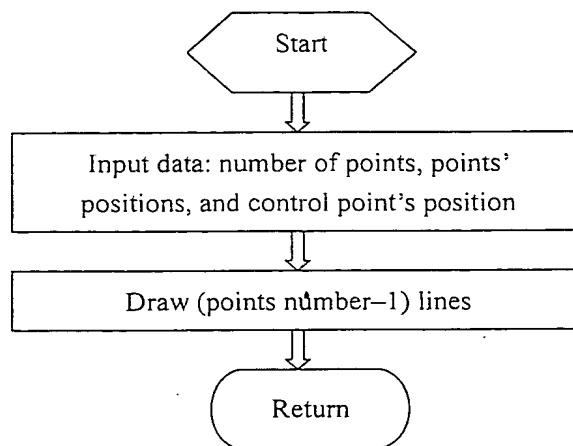 Start
Input data: number of points, points’
positions, and control point’s position
Draw (points number–1) lines
Return